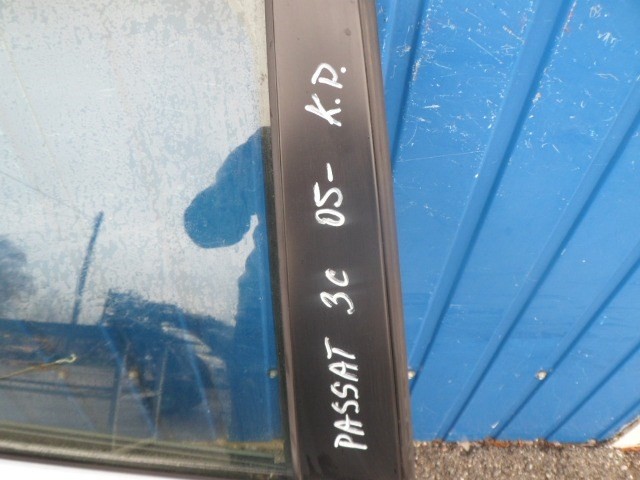 PASSAT 3C 05- K.P.